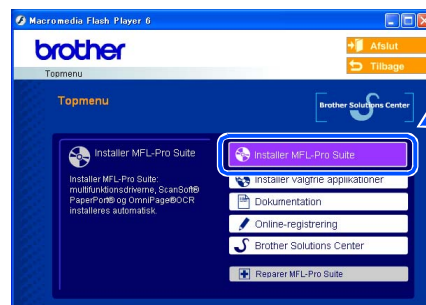 Macromedia Flash Player 6
brother
Afslut
Tilbage
Topmenu
Topmenu
Brother Solutions Center
Installer MFL-Pro Suite
Installer MFL-Pro Suite:
multifunktionsdriverne, ScanSoft®
PaperPort® og OmniPage®OCR
installeres automatisk.
Installer MFL-Pro Suite
Installer valgfrie applikationer
Dokumentation
Online-registrering
Brother Solutions Center
Reparer MFL-Pro Suite